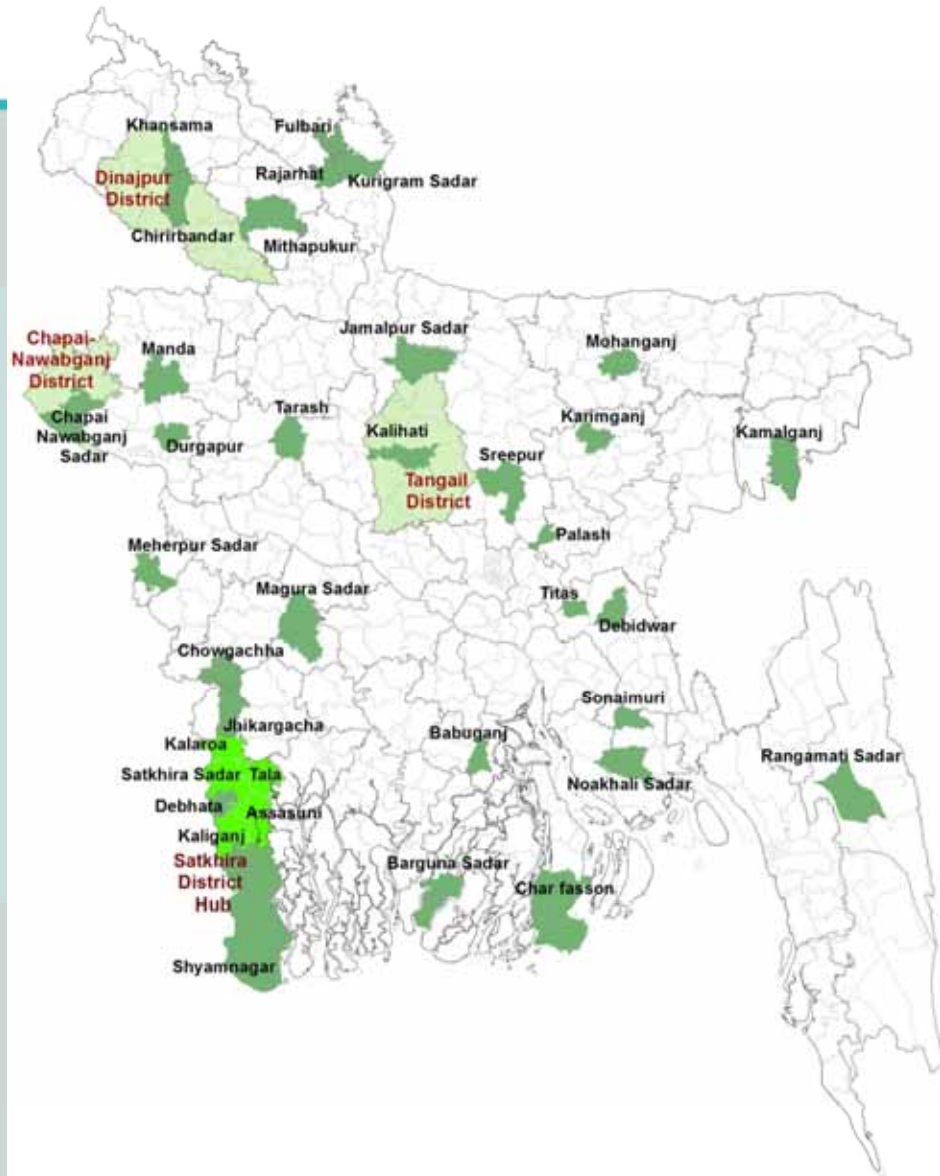 Khansama
Fulbari
Dinajpur
District
Rajarhat
Kurigram Sadar
Chirirbandar
Mithapukur
Chapai-
Nawabganj
District
Manda
Jamalpur Sadar
Mohanganj
Chapai
Nawabganj
Sadar
Durgapur
Tarash
Kalihati
Karimganj
Kamalganj
Sreepur
Tangail
District
Palash
Meherpur Sadar
Magura Sadar
Titas
Debidwar
Chowgachha
Jhikargacha
Sonaimuri
Kalaroa
Babuganj
Rangamati Sadar
Satkhira Sadar
Tala
Noakhali Sadar
Debhata
Assasuni
Kaliganj
Satkhira
District
Hub
Barguna Sadar
Char fasson
Shyamnagar